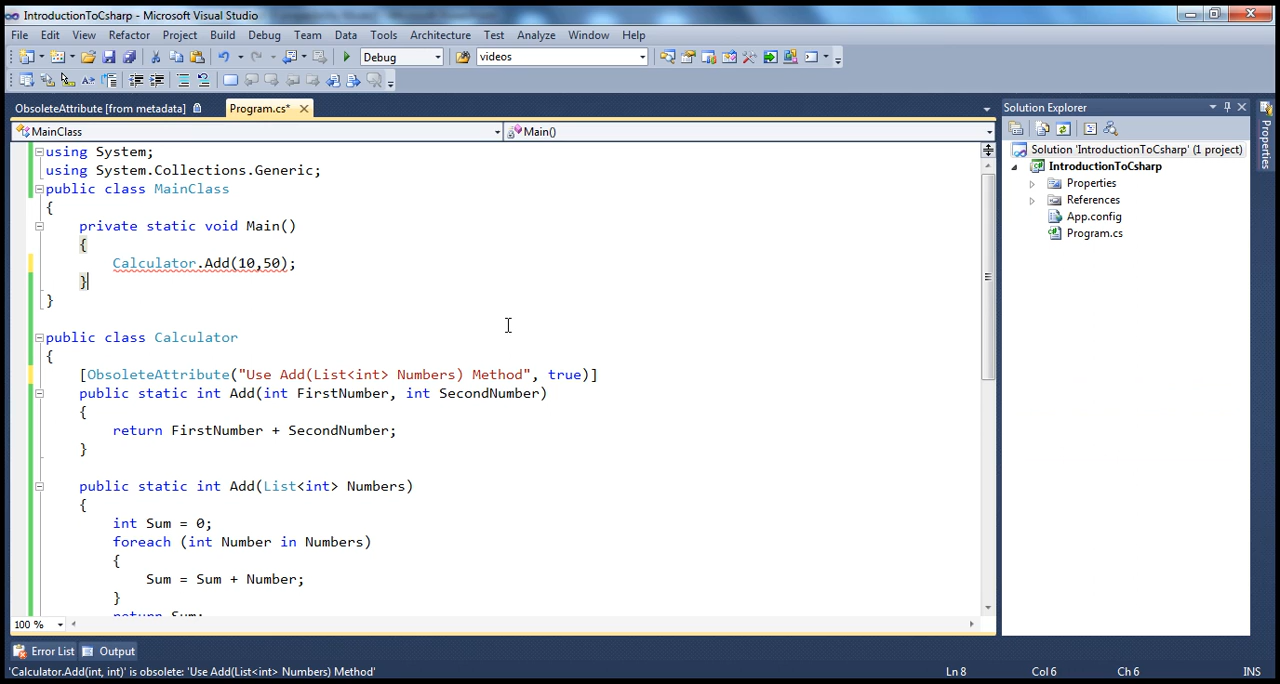 IntroductionToCsharp - Microsoft Visual Studio
File Edit View Refactor Project Build Debug Team Data Tools Architecture Test Analyze Window Help
Debug videos
ObsoleteAttribute [from metadata] Program.cs*
MainClass Main()
using System;
using System.Collections.Generic;
public class MainClass
{
private static void Main()
{
Calculator.Add(10,50);
}
}
public class Calculator
{
[ObsoleteAttribute("Use Add(List<int> Numbers) Method", true)]
public static int Add(int FirstNumber, int SecondNumber)
{
return FirstNumber + SecondNumber;
}
public static int Add(List<int> Numbers)
{
int Sum = 0;
foreach (int Number in Numbers)
{
Sum = Sum + Number;
}
return Sum;
100 %
Solution Explorer
Solution 'IntroductionToCsharp' (1 project)
IntroductionToCsharp
Properties
References
App.config
Program.cs
Properties
Error List Output
'Calculator.Add(int, int)' is obsolete: 'Use Add(List<int> Numbers) Method' Ln 8 Col 6 Ch 6 INS